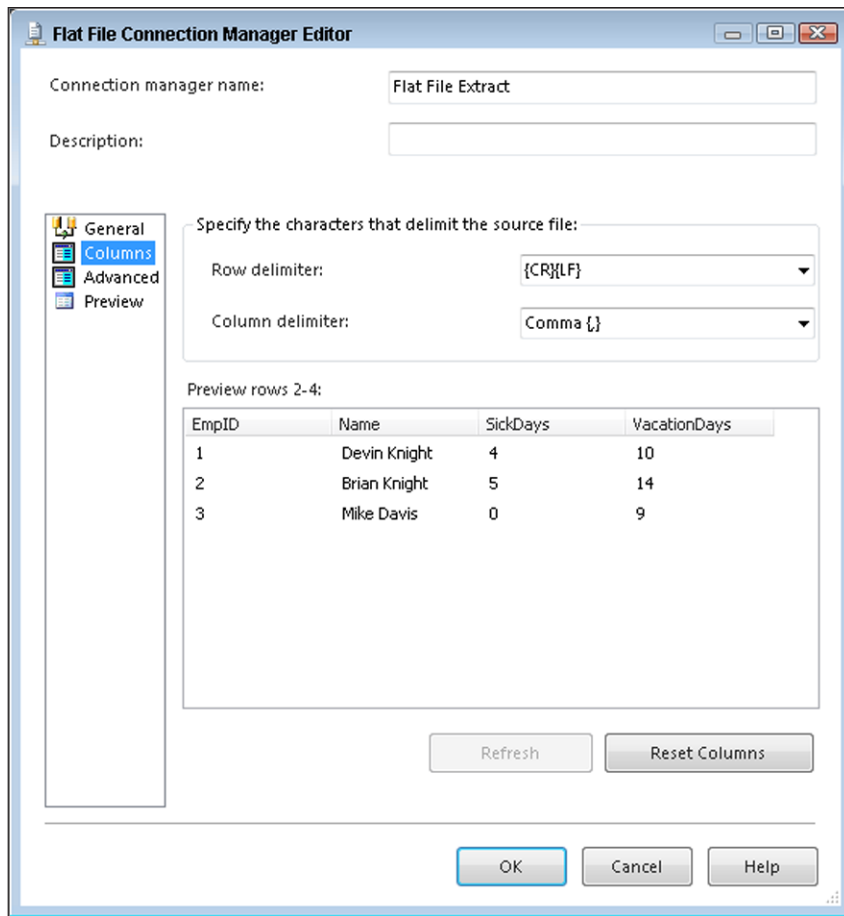 Flat File Connection Manager Editor
Connection manager name: Flat File Extract
Description:
General
Columns
Advanced
Preview
Specify the characters that delimit the source file:
Row delimiter: {CR}{LF}
Column delimiter: Comma {,}
Preview rows 2-4:
EmpID Name SickDays VacationDays
1 Devin Knight 4 10
2 Brian Knight 5 14
3 Mike Davis 0 9
Refresh Reset Columns
OK Cancel Help